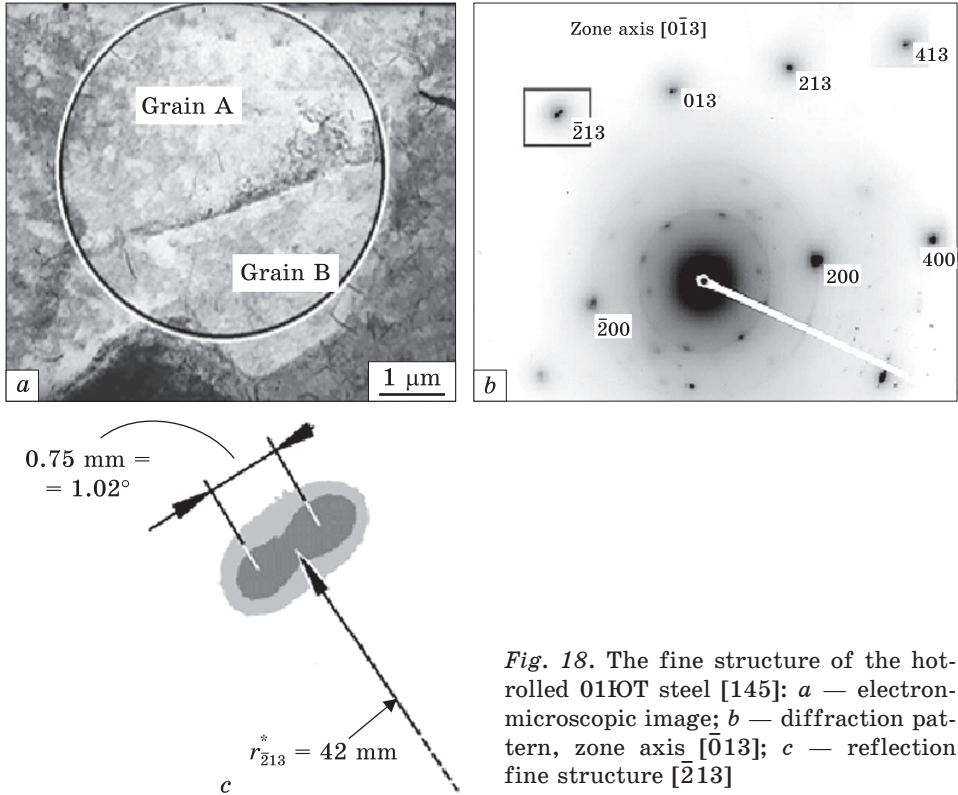 Zone axis [01̄3]
413
213
013
2̄13
Grain A
Grain B
200
400
2̄00
a
1 μm
b
0.75 mm =
= 1.02°
r*2̄13 = 42 mm
c
Fig. 18. The fine structure of the hot-
rolled 01ЮТ steel [145]: a — electron-
microscopic image; b — diffraction pat-
tern, zone axis [0̄13]; c — reflection
fine structure [2̄13]